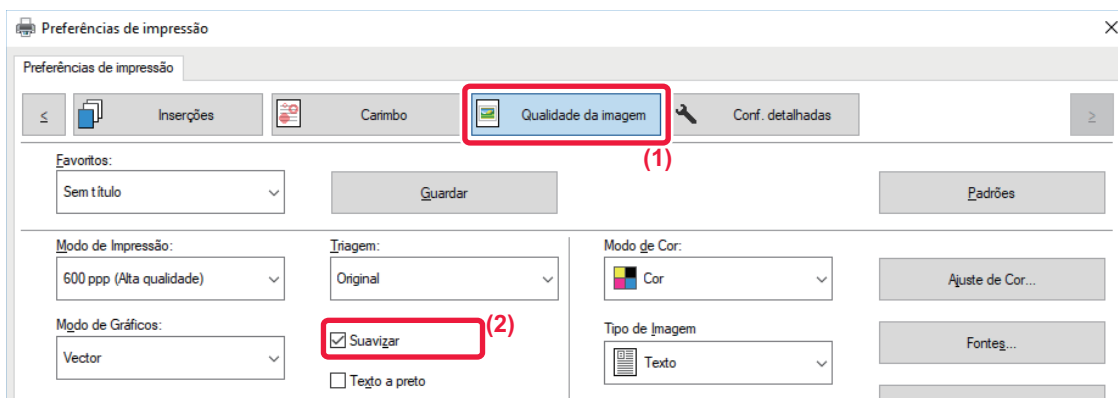 Preferências de impressão
Preferências de impressão
<
Inserções
Carimbo
Qualidade da imagem
Conf. detalhadas
>
(1)
Favoritos:
Sem título
Guardar
Padrões
Modo de Impressão:
600 ppp (Alta qualidade)
Triagem:
Original
Modo de Cor:
Cor
Ajuste de Cor...
Modo de Gráficos:
Vector
Suavizar
(2)
Texto a preto
Tipo de Imagem
Texto
Fontes...